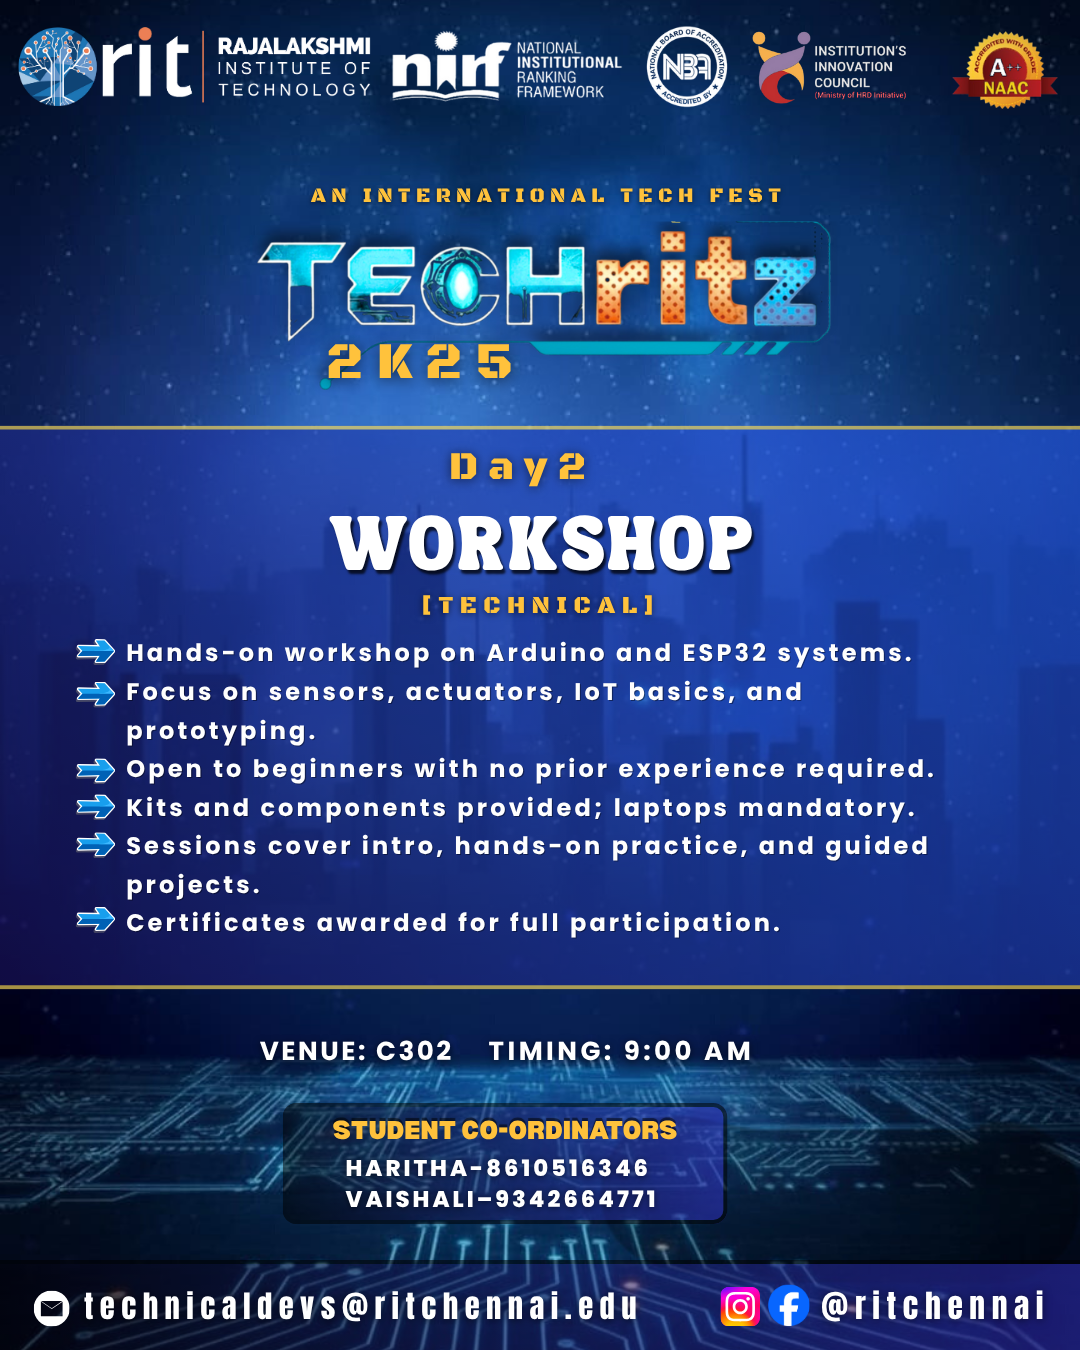 rit
RAJALAKSHMI
INSTITUTE OF
TECHNOLOGY
nirf
NATIONAL
INSTITUTIONAL
RANKING
FRAMEWORK
NATIONAL BOARD OF ACCREDITATION
NBA
ACCREDITED BY
INSTITUTION'S
INNOVATION
COUNCIL
(Ministry of HRD Initiative)
ACCREDITED WITH GRADE
A++
NAAC
AN INTERNATIONAL TECH FEST
TECHritz
2K25
Day2
WORKSHOP
[TECHNICAL]
Hands-on workshop on Arduino and ESP32 systems.
Focus on sensors, actuators, IoT basics, and
prototyping.
Open to beginners with no prior experience required.
Kits and components provided; laptops mandatory.
Sessions cover intro, hands-on practice, and guided
projects.
Certificates awarded for full participation.
VENUE: C302 TIMING: 9:00 AM
STUDENT CO-ORDINATORS
HARITHA-8610516346
VAISHALI–9342664771
technicaldevs@ritchennai.edu @ritchennai